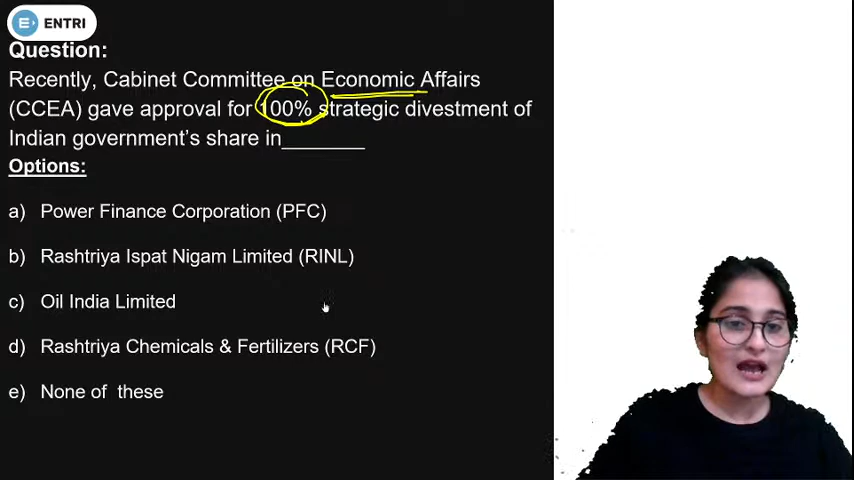 ENTRI
Question:
Recently, Cabinet Committee on Economic Affairs
(CCEA) gave approval for 100% strategic divestment of
Indian government's share in________
Options:
a) Power Finance Corporation (PFC)
b) Rashtriya Ispat Nigam Limited (RINL)
c) Oil India Limited
d) Rashtriya Chemicals & Fertilizers (RCF)
e) None of these